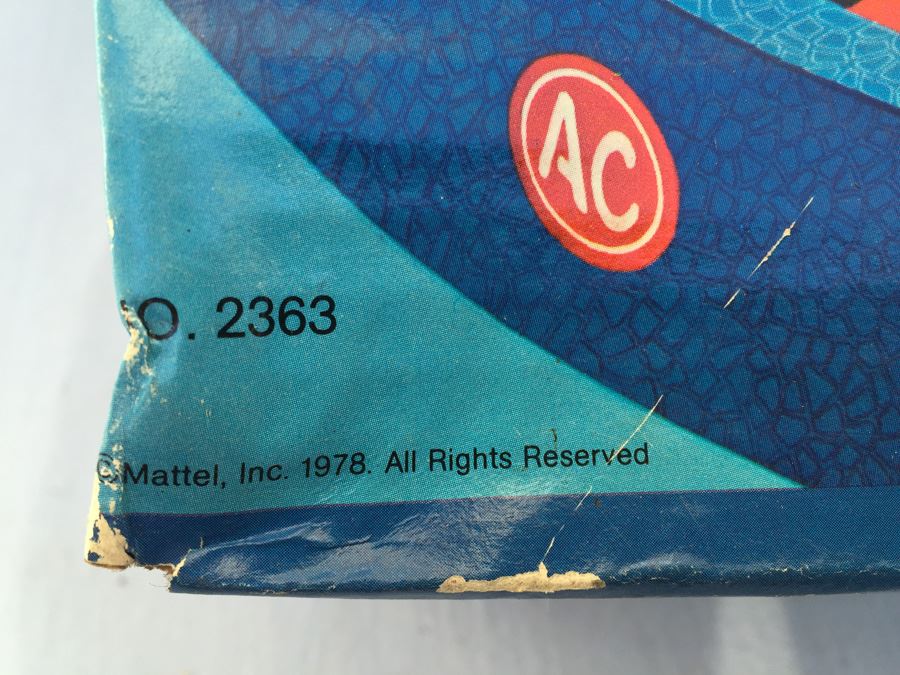 AC
O. 2363
©Mattel, Inc. 1978. All Rights Reserved